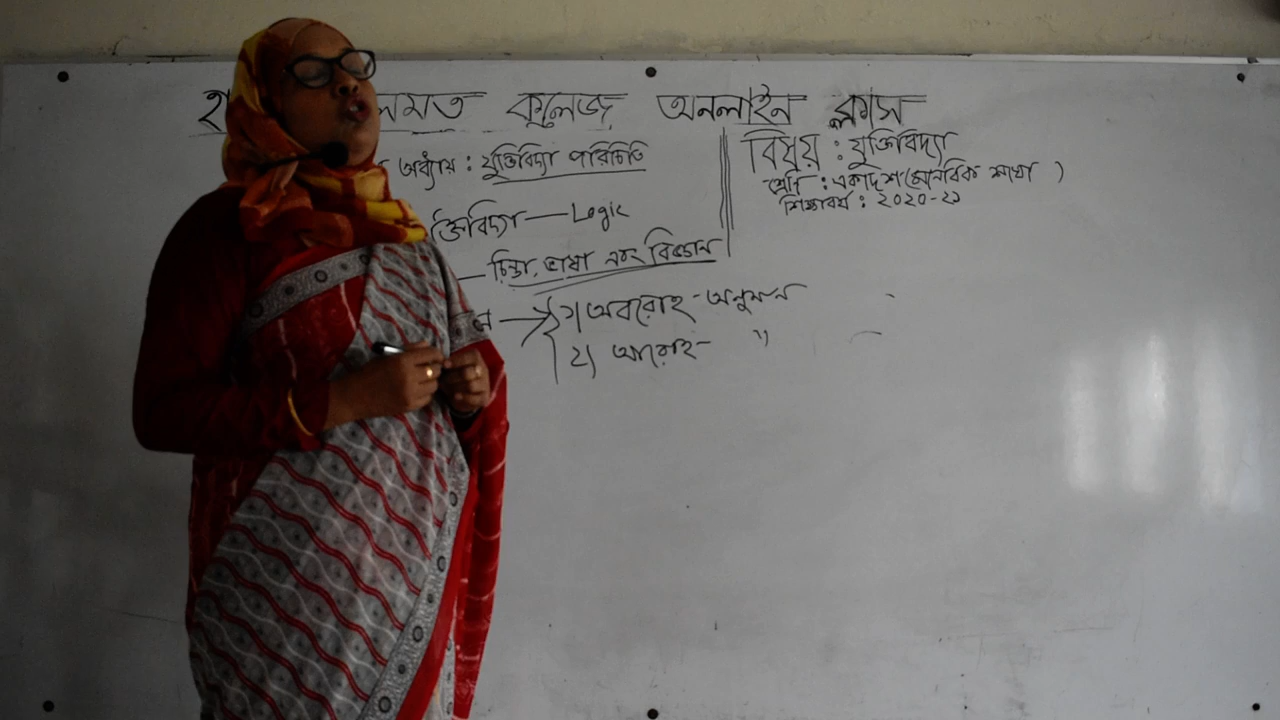 কলেজ অনলাইন ক্লাস
অধ্যায় : যুক্তিবিদ্যা পরিচিতি
বিষয় : যুক্তিবিদ্যা
শ্রেণি : একাদশ (মানবিক শাখা )
শিক্ষাবর্ষ : ২০২০-২১
ক্তিবিদ্যা — Logic
— চিন্তা, ভাষা এবং বিজ্ঞান
১। অবরোহ - অনুমান
২। আরোহ - "